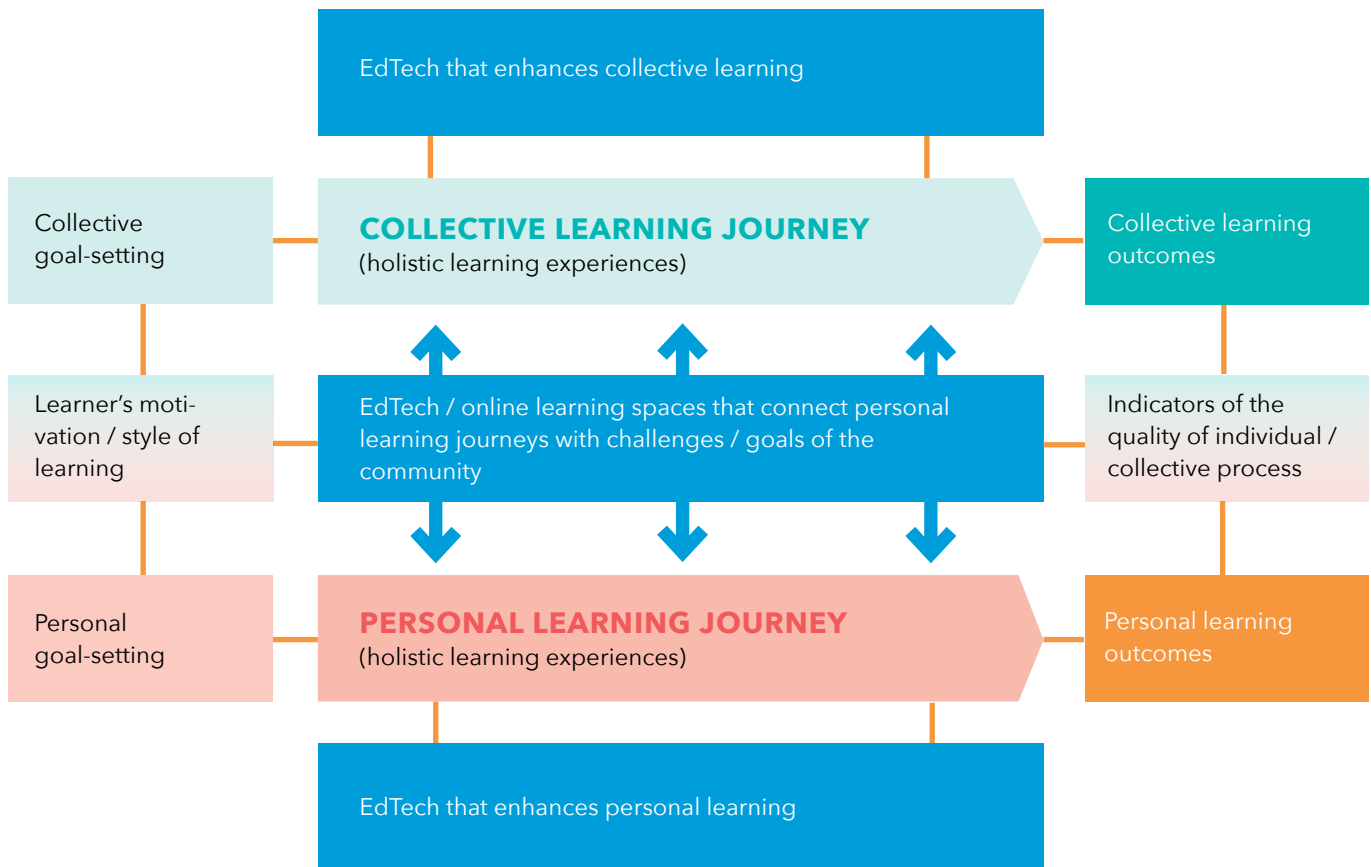 EdTech that enhances collective learning
Collective
goal-setting
COLLECTIVE LEARNING JOURNEY
(holistic learning experiences)
Collective learning
outcomes
Learner's moti-
vation / style of
learning
EdTech / online learning spaces that connect personal
learning journeys with challenges / goals of the
community
Indicators of the
quality of individual /
collective process
Personal
goal-setting
PERSONAL LEARNING JOURNEY
(holistic learning experiences)
Personal learning
outcomes
EdTech that enhances personal learning